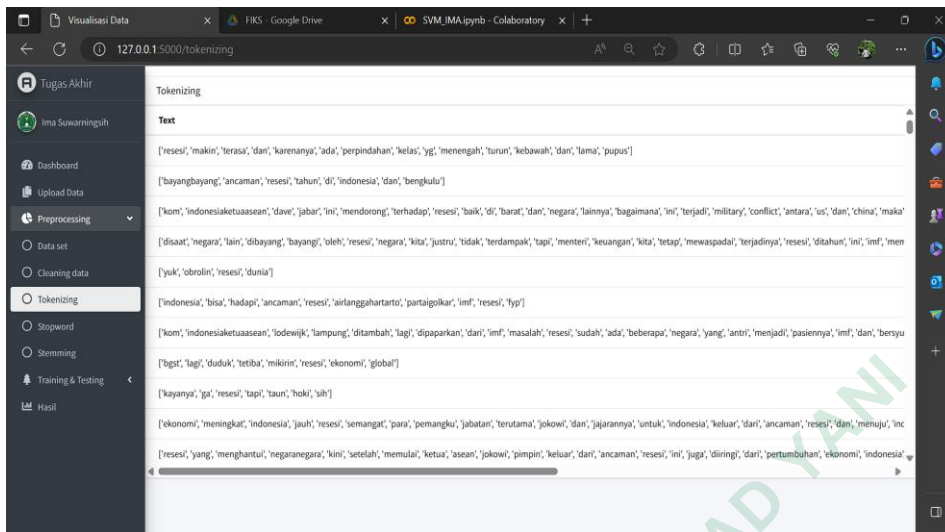 Visualisasi Data
FIKS - Google Drive
SVM_IMA.ipynb - Colaboratory
127.0.0.1:5000/tokenizing
Tugas Akhir
Ima Suwarningsih
Dashboard
Upload Data
Preprocessing
Data set
Cleaning data
Tokenizing
Stopword
Stemming
Training & Testing
Hasil
Tokenizing
Text
['resesi', 'makin', 'terasa', 'dan', 'karenanya', 'ada', 'perpindahan', 'kelas', 'yg', 'menengah', 'turun', 'kebawah', 'dan', 'lama', 'pupus']
['bayangbayang', 'ancaman', 'resesi', 'tahun', 'di', 'indonesia', 'dan', 'bengkulu']
['kom', 'indonesiaketuaasean', 'dave', 'jabar', 'ini', 'mendorong', 'terhadap', 'resesi', 'baik', 'di', 'barat', 'dan', 'negara', 'lainnya', 'bagaimana', 'ini', 'terjadi', 'military', 'conflict', 'antara', 'us', 'dan', 'china', 'maka'
['disaat', 'negara', 'lain', 'dibayang', 'bayangi', 'oleh', 'resesi', 'negara', 'kita', 'justru', 'tidak', 'terdampak', 'tapi', 'menteri', 'keuangan', 'kita', 'tetap', 'mewaspadai', 'terjadinya', 'resesi', 'ditahun', 'ini', 'imf', 'men
['yuk', 'obrolin', 'resesi', 'dunia']
['indonesia', 'bisa', 'hadapi', 'ancaman', 'resesi', 'airlanggahartarto', 'partaigolkar', 'imf', 'resesi', 'fyp']
['kom', 'indonesiaketuaasean', 'lodewijk', 'lampung', 'ditambah', 'lagi', 'dipaparkan', 'dari', 'imf', 'masalah', 'resesi', 'sudah', 'ada', 'beberapa', 'negara', 'yang', 'antri', 'menjadi', 'pasiennya', 'imf', 'dan', 'bersyu
['bgst', 'lagi', 'duduk', 'tetiba', 'mikirin', 'resesi', 'ekonomi', 'global']
['kayanya', 'ga', 'resesi', 'tapi', 'taun', 'hoki', 'sih']
['ekonomi', 'meningkat', 'indonesia', 'jauh', 'resesi', 'semangat', 'para', 'pemangku', 'jabatan', 'terutama', 'jokowi', 'dan', 'jajarannya', 'untuk', 'indonesia', 'keluar', 'dari', 'ancaman', 'resesi', 'dan', 'menuju', 'inc
['resesi', 'yang', 'menghantui', 'negaranegara', 'kini', 'setelah', 'memulai', 'ketua', 'asean', 'jokowi', 'pimpin', 'keluar', 'dari', 'ancaman', 'resesi', 'ini', 'juga', 'diiringi', 'dari', 'pertumbuhan', 'ekonomi', 'indonesia'
AD YANI